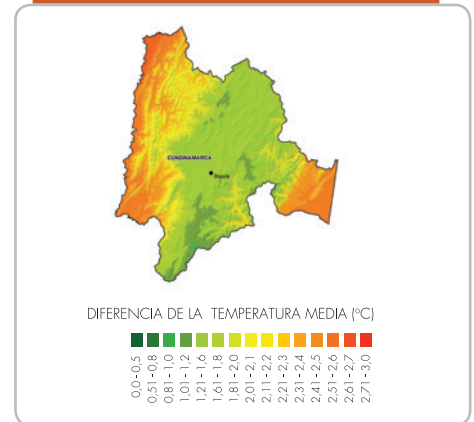 CUNDINAMARCA
Bogotá
DIFERENCIA DE LA TEMPERATURA MEDIA (ºC)
0,0 - 0,5
0,51 - 0,8
0,81 - 1,0
1,01 - 1,2
1,21 - 1,6
1,61 - 1,8
1,81 - 2,0
2,01 - 2,1
2,11 - 2,2
2,21 - 2,3
2,31 - 2,4
2,41 - 2,5
2,51 - 2,6
2,61 - 2,7
2,71 - 3,0